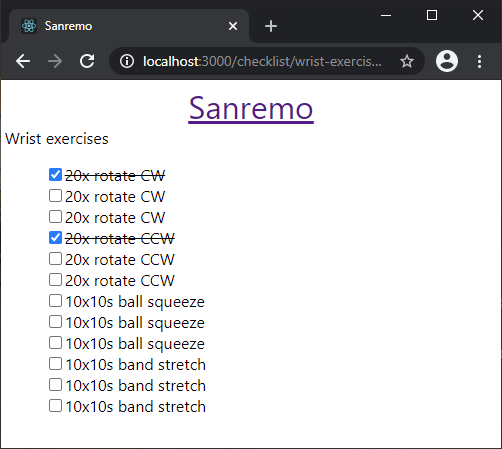 Sanremo
localhost:3000/checklist/wrist-exercis...
Sanremo
Wrist exercises
20x rotate CW
20x rotate CW
20x rotate CW
20x rotate CCW
20x rotate CCW
20x rotate CCW
10x10s ball squeeze
10x10s ball squeeze
10x10s ball squeeze
10x10s band stretch
10x10s band stretch
10x10s band stretch